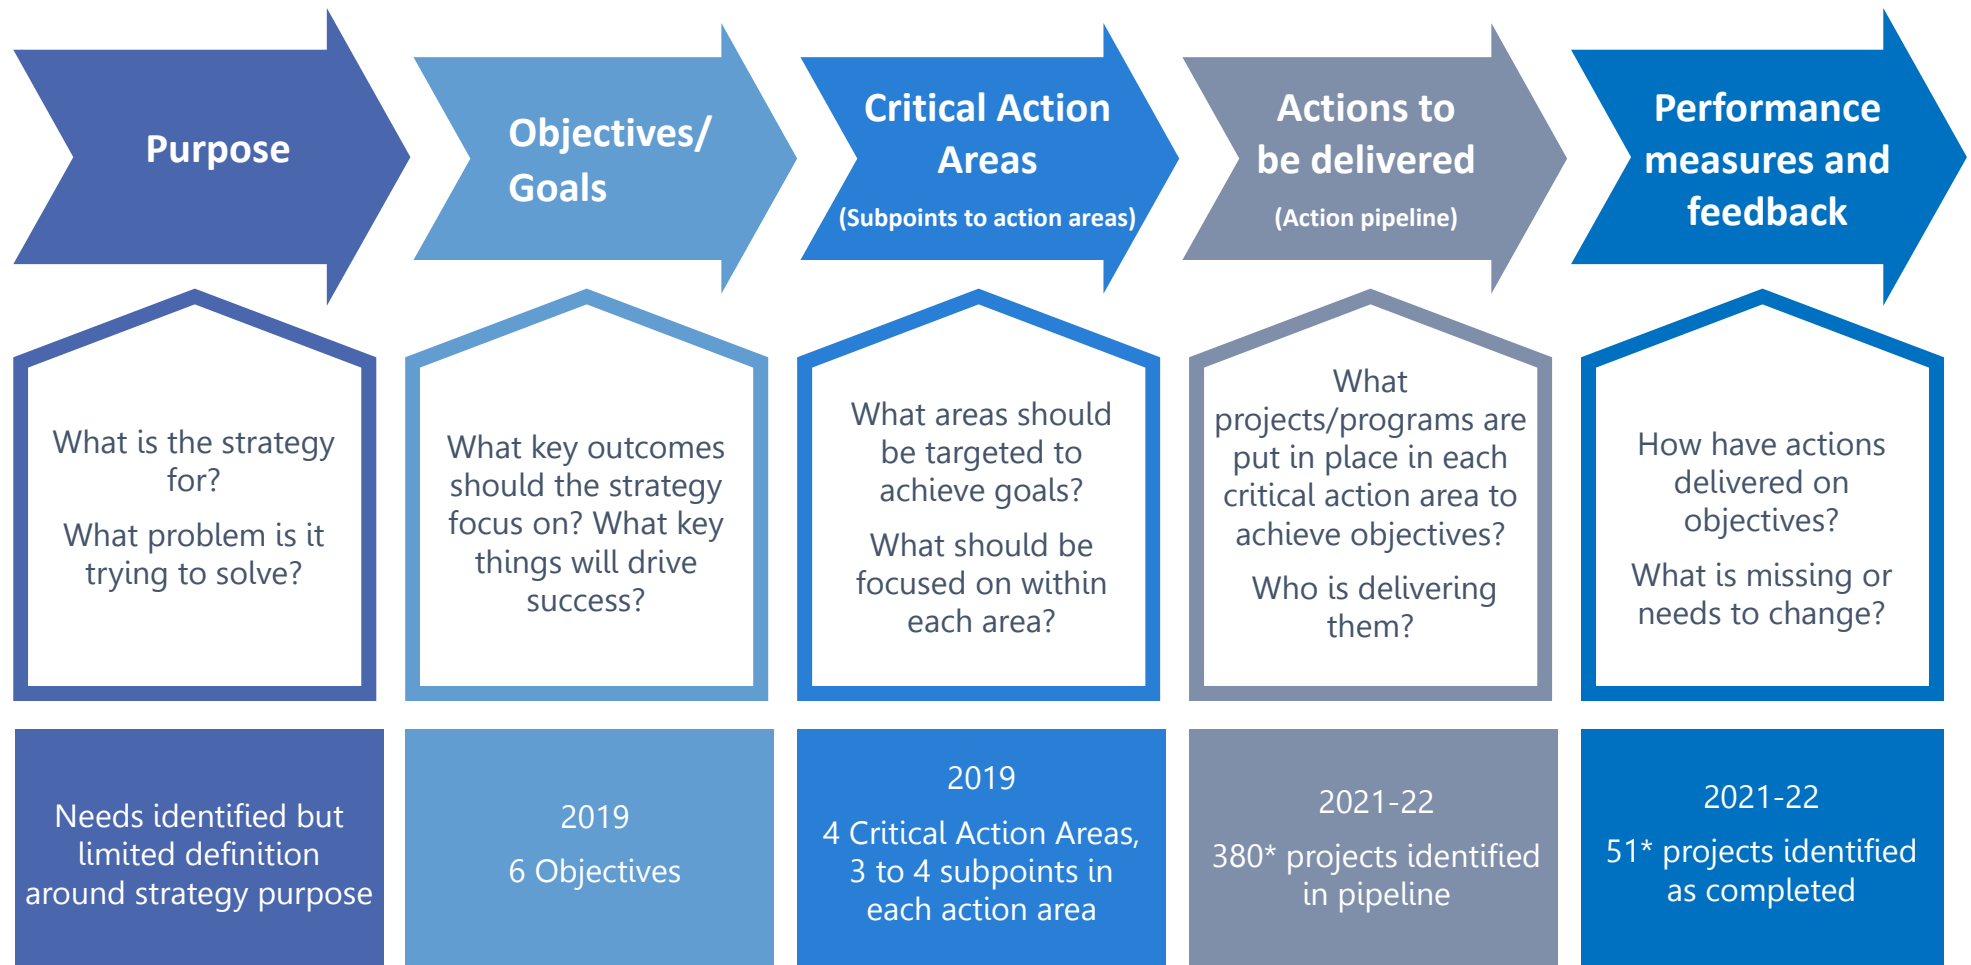 Purpose
Objectives/
Goals
Critical Action
Areas
(Subpoints to action areas)
Actions to
be delivered
(Action pipeline)
Performance
measures and
feedback
What is the strategy
for?
What problem is it
trying to solve?
What key outcomes
should the strategy
focus on? What key
things will drive
success?
What areas should
be targeted to
achieve goals?
What should be
focused on within
each area?
What
projects/programs are
put in place in each
critical action area to
achieve objectives?
Who is delivering
them?
How have actions
delivered on
objectives?
What is missing or
needs to change?
Needs identified but
limited definition
around strategy purpose
2019
6 Objectives
2019
4 Critical Action Areas,
3 to 4 subpoints in
each action area
2021-22
380* projects identified
in pipeline
2021-22
51* projects identified
as completed